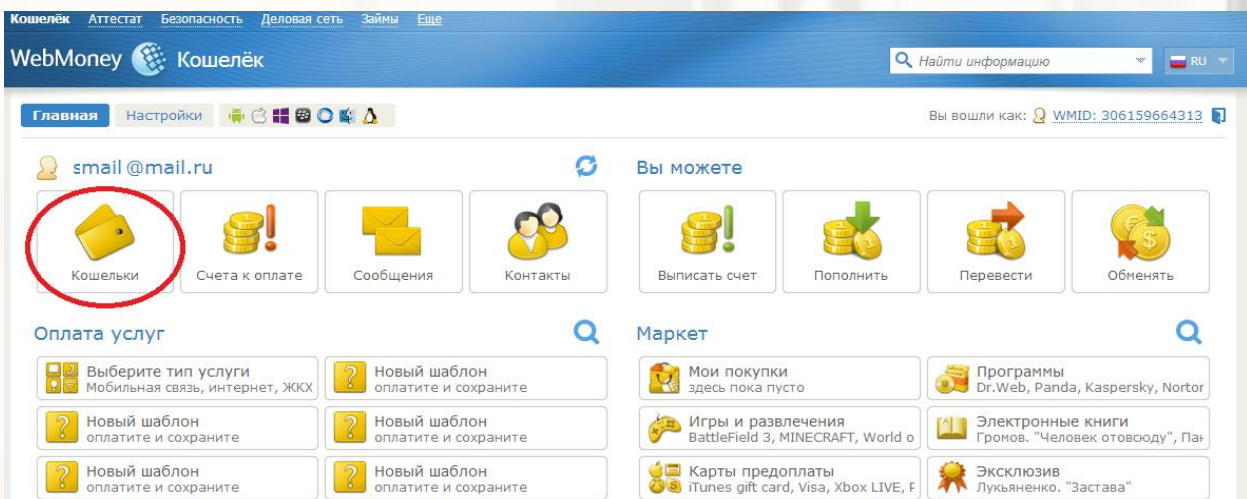 Кошелёк Аттестат Безопасность Деловая сеть Займы Еще
WebMoney Кошелёк
Найти информацию
RU
Главная Настройки
Вы вошли как: WMID: 306159664313
smail @mail.ru
Вы можете
Кошельки
Счета к оплате
Сообщения
Контакты
Выписать счет
Пополнить
Перевести
Обменять
Оплата услуг
Маркет
Выберите тип услуги
Мобильная связь, интернет, ЖКХ
Новый шаблон
оплатите и сохраните
Мои покупки
здесь пока пусто
Программы
Dr.Web, Panda, Kaspersky, Nortor
Новый шаблон
оплатите и сохраните
Новый шаблон
оплатите и сохраните
Игры и развлечения
BattleField 3, MINECRAFT, World o
Электронные книги
Громов. "Человек отовсюду", Пан
Новый шаблон
оплатите и сохраните
Новый шаблон
оплатите и сохраните
Карты предоплаты
iTunes gift card, Visa, Xbox LIVE, F
Эксклюзив
Лукьяненко. "Застава"